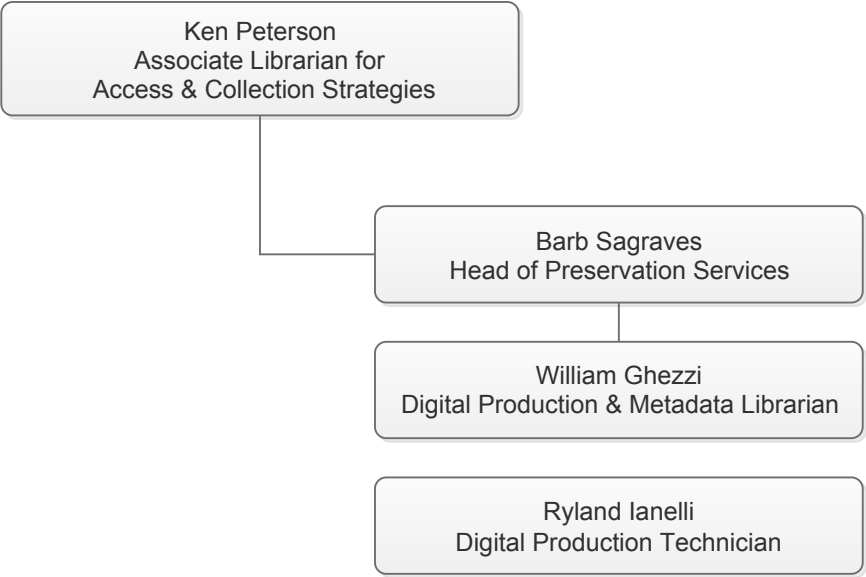 Ken Peterson
Associate Librarian for
Access & Collection Strategies
Barb Sagraves
Head of Preservation Services
William Ghezzi
Digital Production & Metadata Librarian
Ryland Ianelli
Digital Production Technician